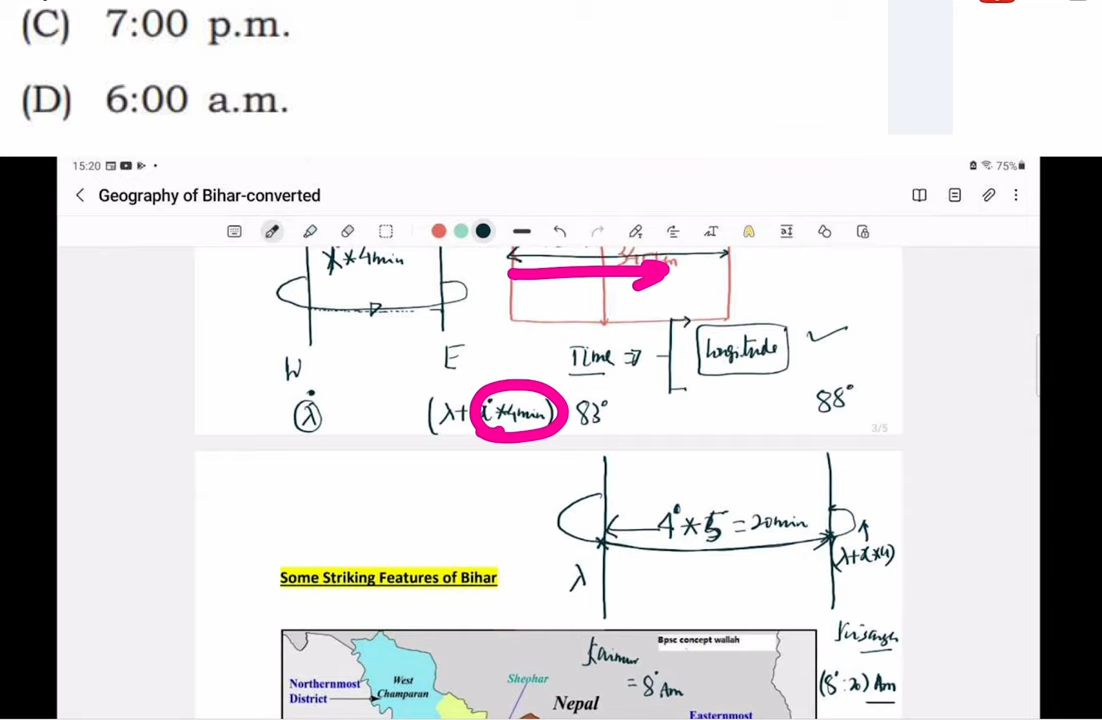 (C) 7:00 p.m.
(D) 6:00 a.m.
15:20
75%
Geography of Bihar-converted
x * 4min
W
E
Time ⇒
longitude
λ
(λ + x° * 4min)
83°
88°
3/5
4° * 5 = 20min
λ
(λ + x * 4)
Some Striking Features of Bihar
Bpsc concept wallah
Kaimur
= 8° Am
(8° : 20) Am
Northernmost
District
West
Champaran
Sheohar
Nepal
Easternmost